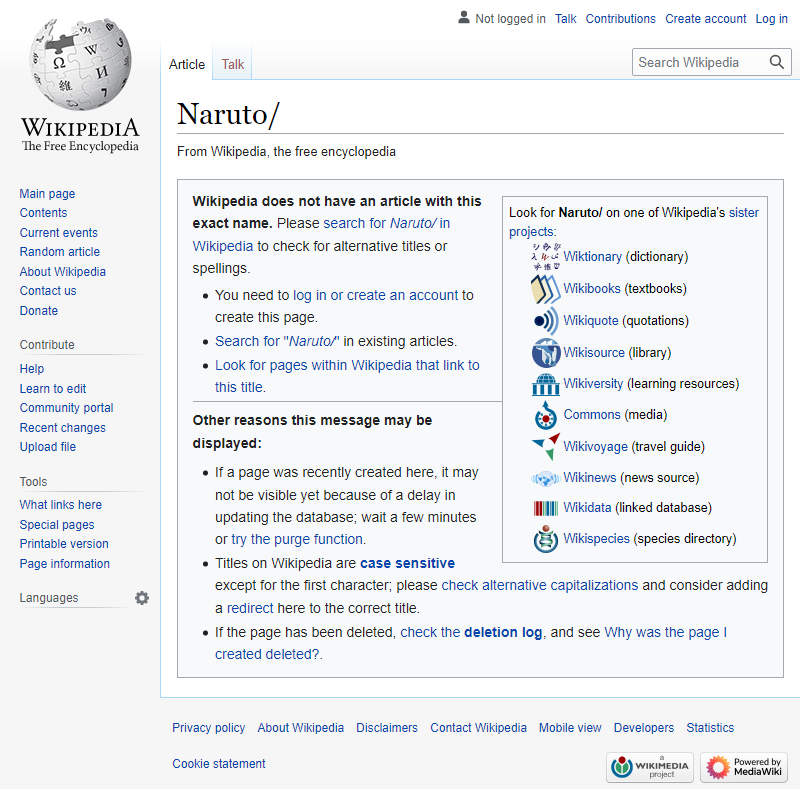 Not logged in Talk Contributions Create account Log in
Article Talk
Search Wikipedia
WIKIPEDIA
The Free Encyclopedia
Main page
Contents
Current events
Random article
About Wikipedia
Contact us
Donate
Contribute
Help
Learn to edit
Community portal
Recent changes
Upload file
Tools
What links here
Special pages
Printable version
Page information
Languages
Naruto/
From Wikipedia, the free encyclopedia
Wikipedia does not have an article with this
exact name. Please search for Naruto/ in
Wikipedia to check for alternative titles or
spellings.
• You need to log in or create an account to
create this page.
• Search for "Naruto/" in existing articles.
• Look for pages within Wikipedia that link to
this title.
Look for Naruto/ on one of Wikipedia's sister
projects:
Wiktionary (dictionary)
Wikibooks (textbooks)
Wikiquote (quotations)
Wikisource (library)
Wikiversity (learning resources)
Commons (media)
Wikivoyage (travel guide)
Wikinews (news source)
Wikidata (linked database)
Wikispecies (species directory)
Other reasons this message may be
displayed:
• If a page was recently created here, it may
not be visible yet because of a delay in
updating the database; wait a few minutes
or try the purge function.
• Titles on Wikipedia are case sensitive
except for the first character; please check alternative capitalizations and consider adding
a redirect here to the correct title.
• If the page has been deleted, check the deletion log, and see Why was the page I
created deleted?.
Privacy policy About Wikipedia Disclaimers Contact Wikipedia Mobile view Developers Statistics
Cookie statement
a
WIKIMEDIA
project
Powered by
MediaWiki